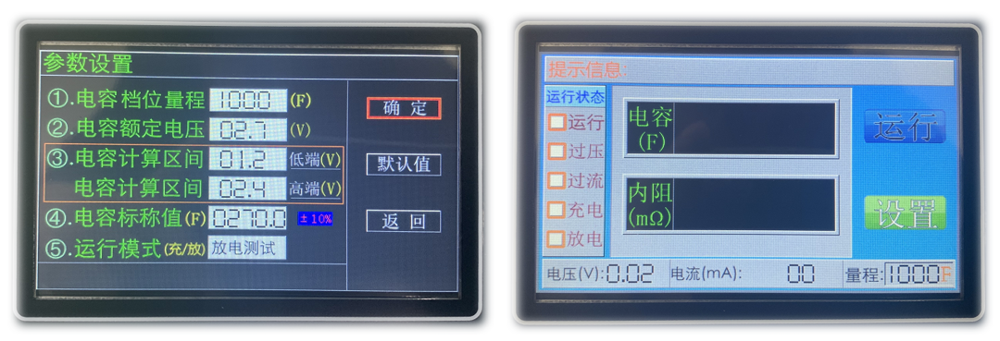 参数设置
①.电容档位量程 1000 (F)
②.电容额定电压 02.7 (V)
③.电容计算区间 01.2 低端(V)
电容计算区间 02.4 高端(V)
④.电容标称值(F) 0270.0 ±10%
⑤.运行模式(充/放) 放电测试
确定
默认值
返回
提示信息:
运行状态
运行
过压
过流
充电
放电
电容
(F)
内阻
(mΩ)
运行
设置
电压(V):0.02 电流(mA): 00 量程:1000F